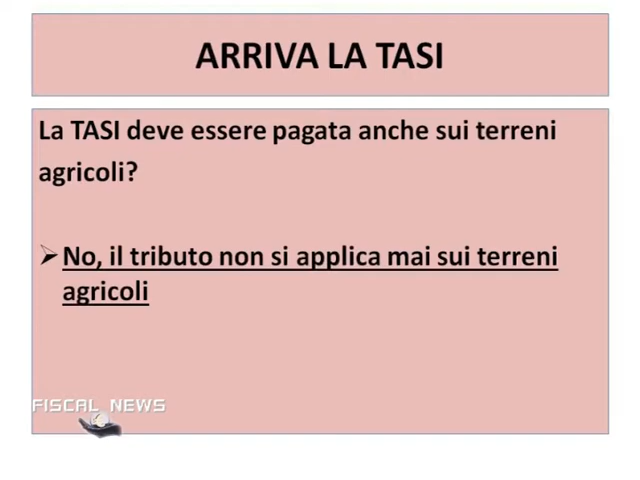 ARRIVA LA TASI
La TASI deve essere pagata anche sui terreni
agricoli?
No, il tributo non si applica mai sui terreni
agricoli
FISCAL NEWS